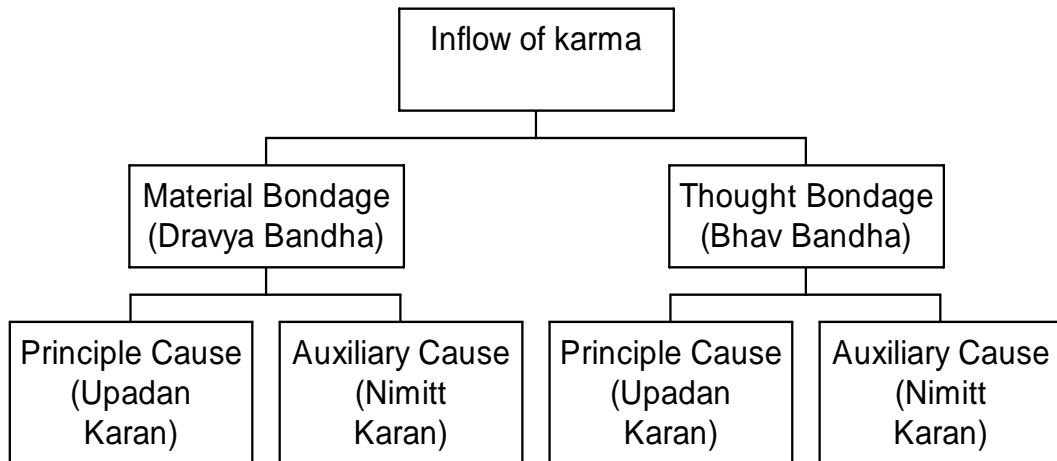 Inflow of karma
Material Bondage
(Dravya Bandha)
Thought Bondage
(Bhav Bandha)
Principle Cause
(Upadan
Karan)
Auxiliary Cause
(Nimitt
Karan)
Principle Cause
(Upadan
Karan)
Auxiliary Cause
(Nimitt
Karan)